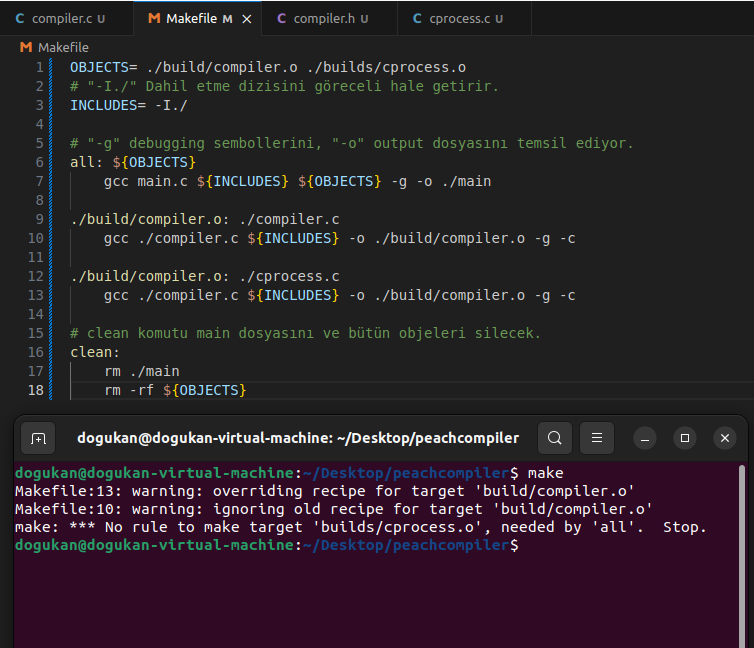 compiler.c U
Makefile M
compiler.h U
cprocess.c U
Makefile
1 OBJECTS= ./build/compiler.o ./builds/cprocess.o
2 # "-I./" Dahil etme dizisini göreceli hale getirir.
3 INCLUDES= -I./
4
5 # "-g" debugging sembollerini, "-o" output dosyasını temsil ediyor.
6 all: ${OBJECTS}
7 gcc main.c ${INCLUDES} ${OBJECTS} -g -o ./main
8
9 ./build/compiler.o: ./compiler.c
10 gcc ./compiler.c ${INCLUDES} -o ./build/compiler.o -g -c
11
12 ./build/compiler.o: ./cprocess.c
13 gcc ./compiler.c ${INCLUDES} -o ./build/compiler.o -g -c
14
15 # clean komutu main dosyasını ve bütün objeleri silecek.
16 clean:
17 rm ./main
18 rm -rf ${OBJECTS}
dogukan@dogukan-virtual-machine: ~/Desktop/peachcompiler
dogukan@dogukan-virtual-machine:~/Desktop/peachcompiler$ make
Makefile:13: warning: overriding recipe for target 'build/compiler.o'
Makefile:10: warning: ignoring old recipe for target 'build/compiler.o'
make: *** No rule to make target 'builds/cprocess.o', needed by 'all'.  Stop.
dogukan@dogukan-virtual-machine:~/Desktop/peachcompiler$